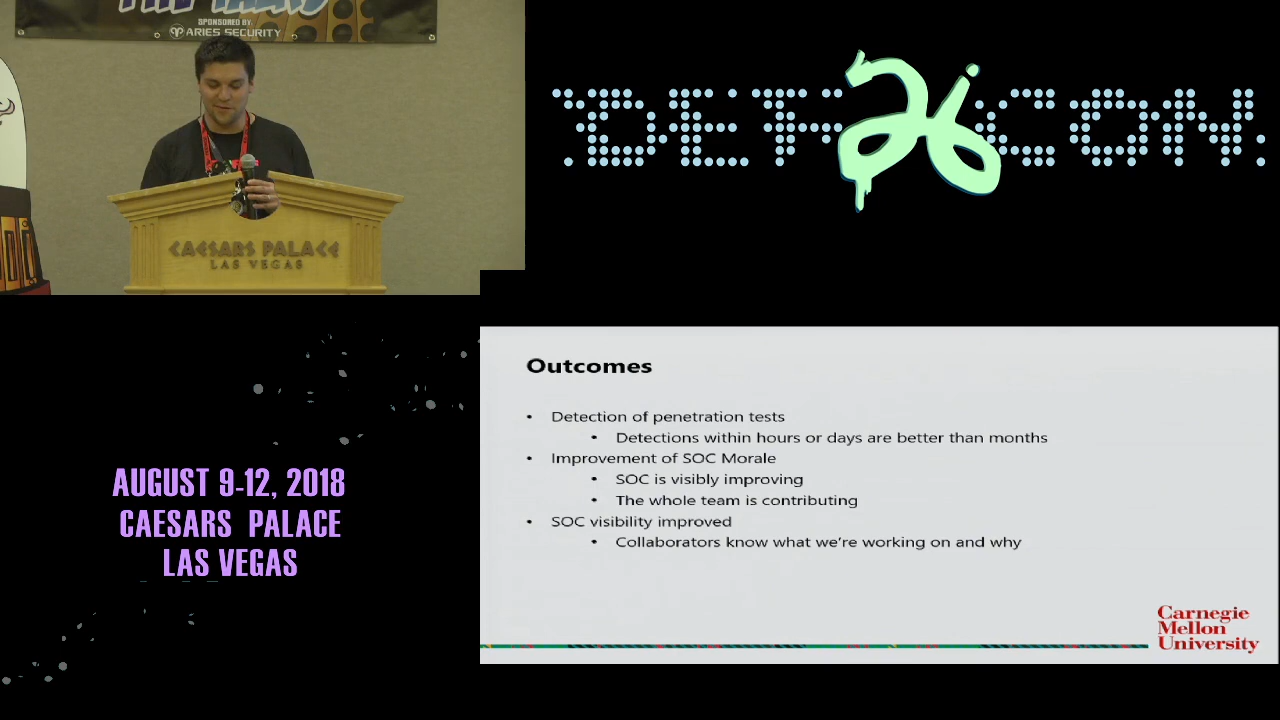 SPONSORED BY
ARIES SECURITY
CAESARS PALACE
LAS VEGAS
DEF 26 CON
AUGUST 9-12, 2018
CAESARS PALACE
LAS VEGAS
Outcomes
• Detection of penetration tests
• Detections within hours or days are better than months
• Improvement of SOC Morale
• SOC is visibly improving
• The whole team is contributing
• SOC visibility improved
• Collaborators know what we're working on and why
Carnegie
Mellon
University